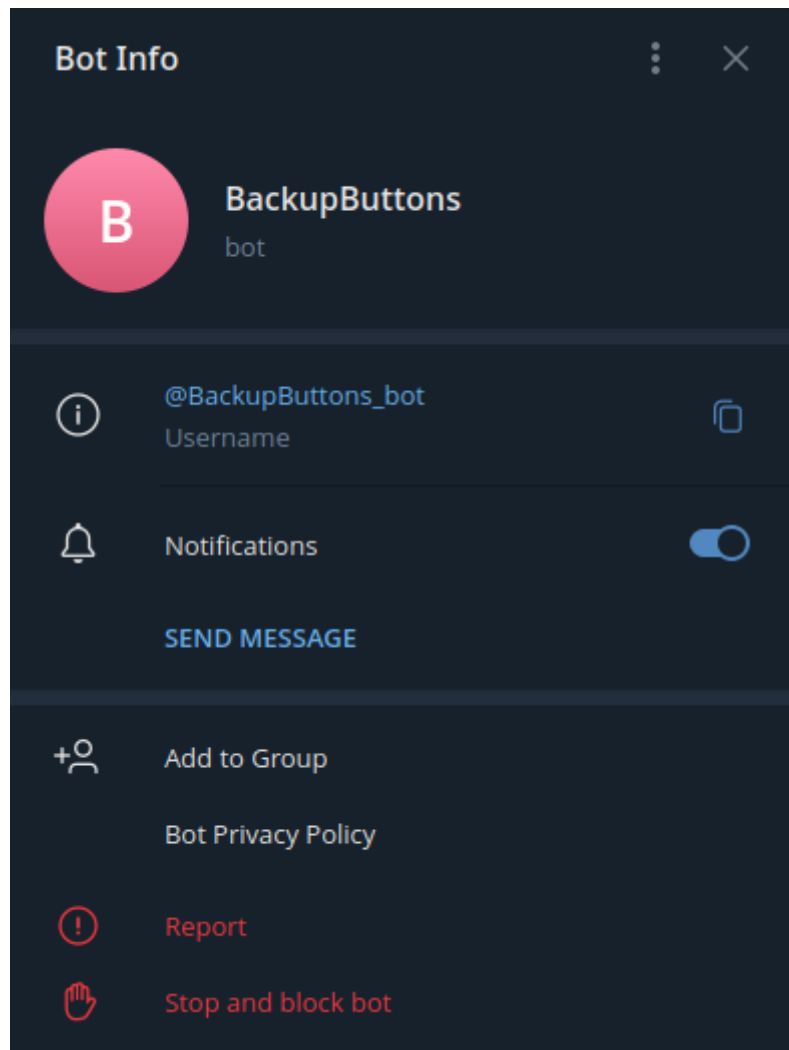 Bot Info
B
BackupButtons
bot
@BackupButtons_bot
Username
Notifications
SEND MESSAGE
Add to Group
Bot Privacy Policy
Report
Stop and block bot